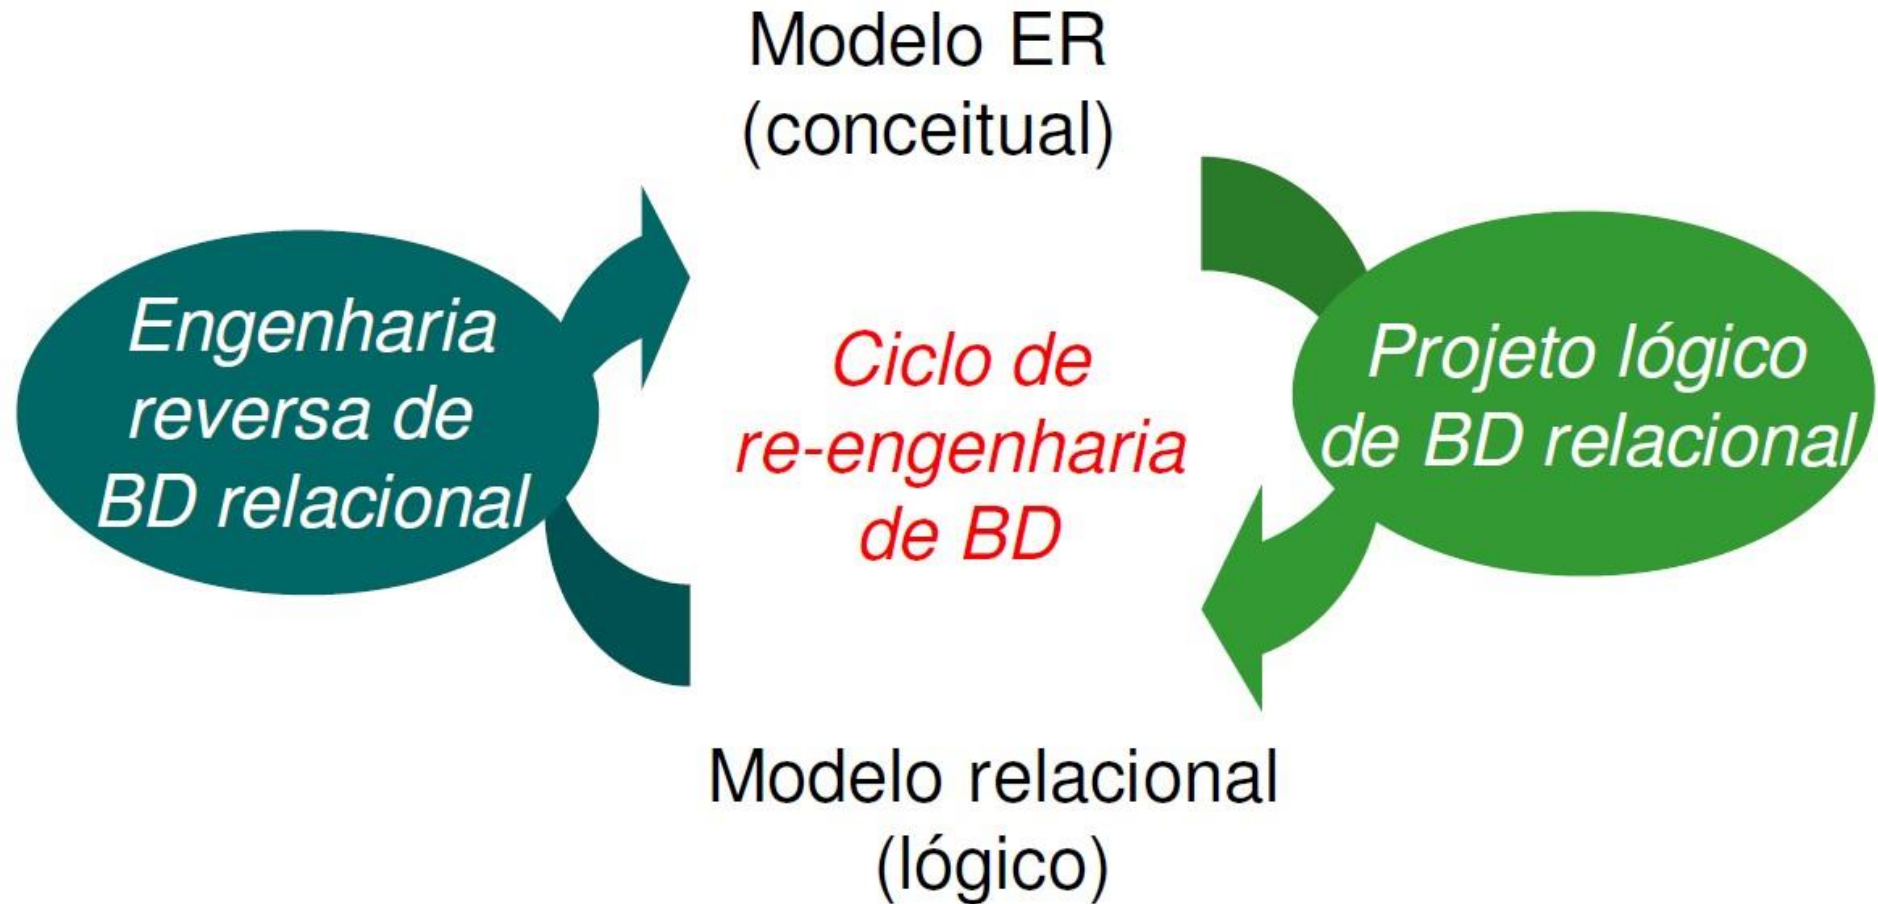 Modelo ER
(conceitual)
Engenharia
reversa de
BD relacional
Ciclo de
re-engenharia
de BD
Projeto lógico
de BD relacional
Modelo relacional
(lógico)